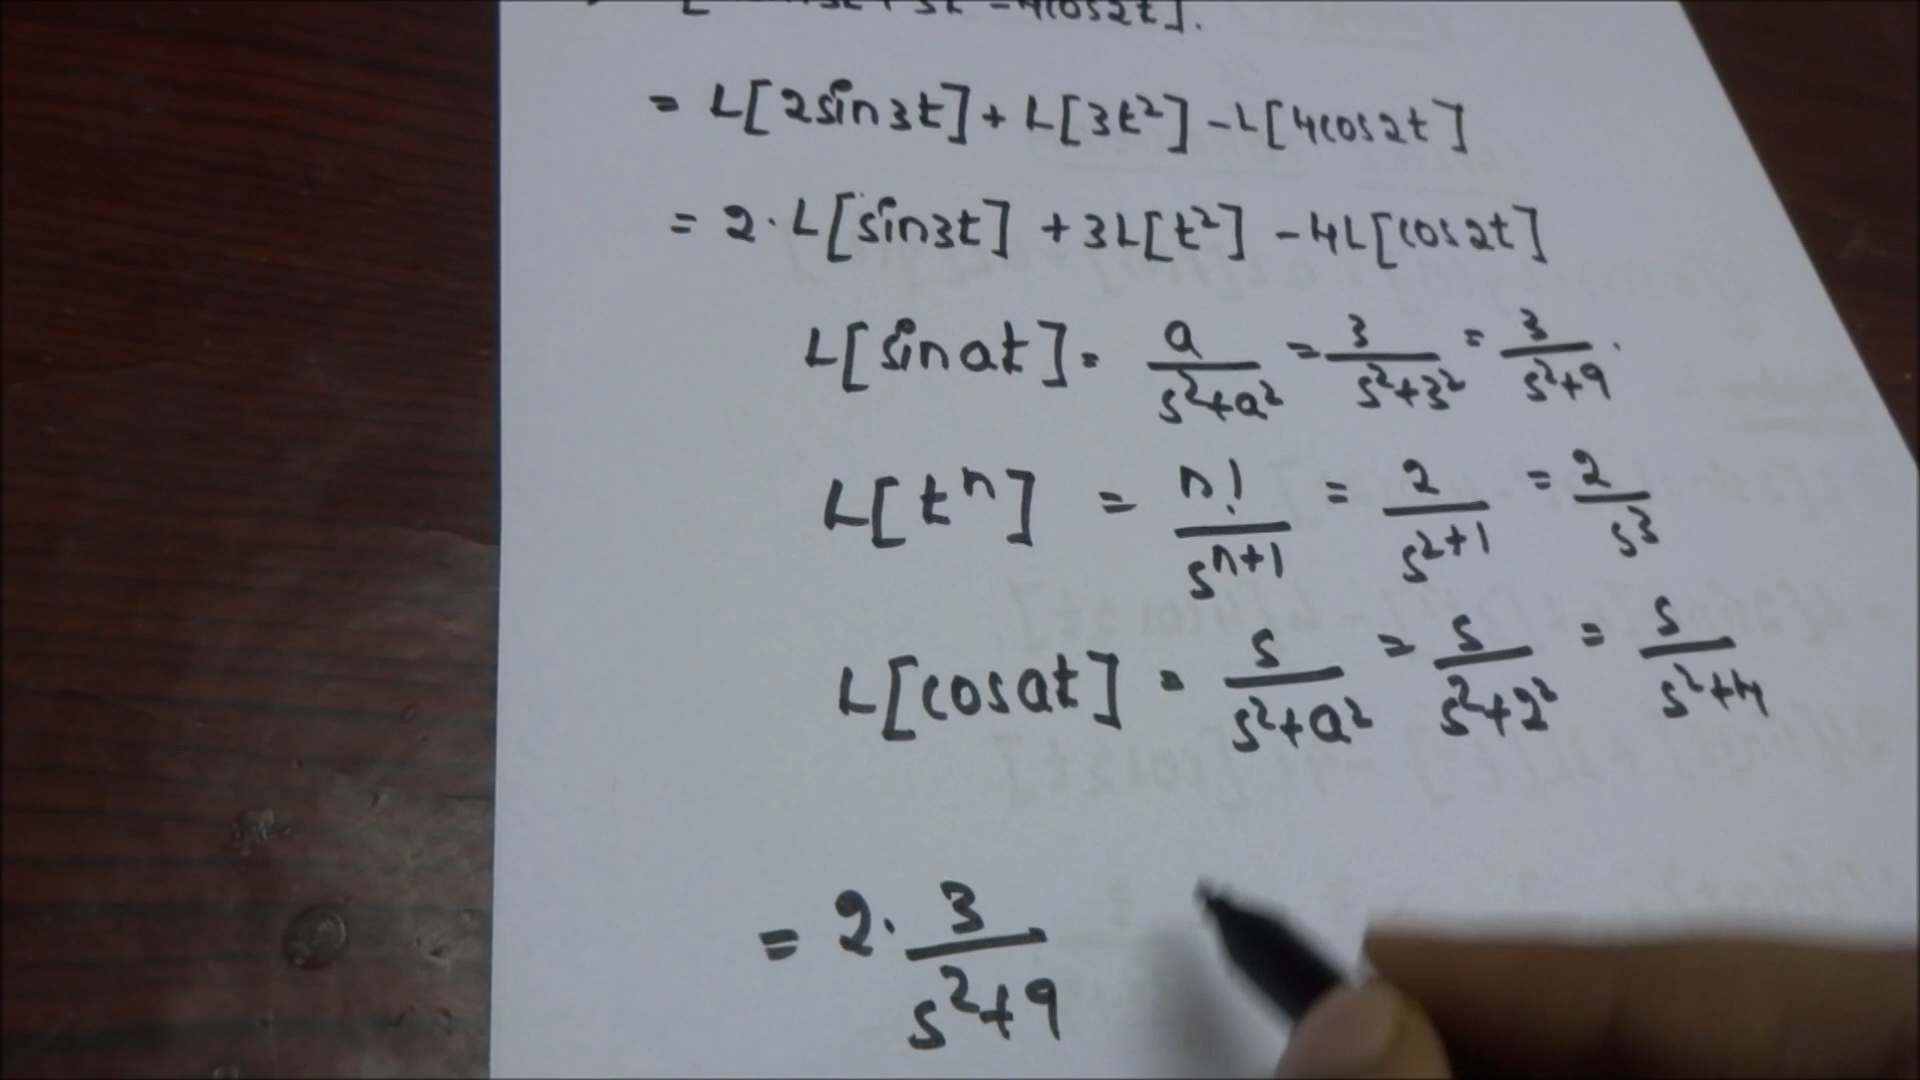 -4cos2t].
= L[2sin3t] + L[3t²] - L[4cos2t]
= 2·L[sin3t] + 3L[t²] - 4L[cos2t]
L[sinat] = a/s²+a² = 3/s²+3² = 3/s²+9.
L[tⁿ] = n!/sⁿ⁺¹ = 2/s²⁺¹ = 2/s³
L[cosat] = s/s²+a² = s/s²+2² = s/s²+4
= 2· 3/s²+9